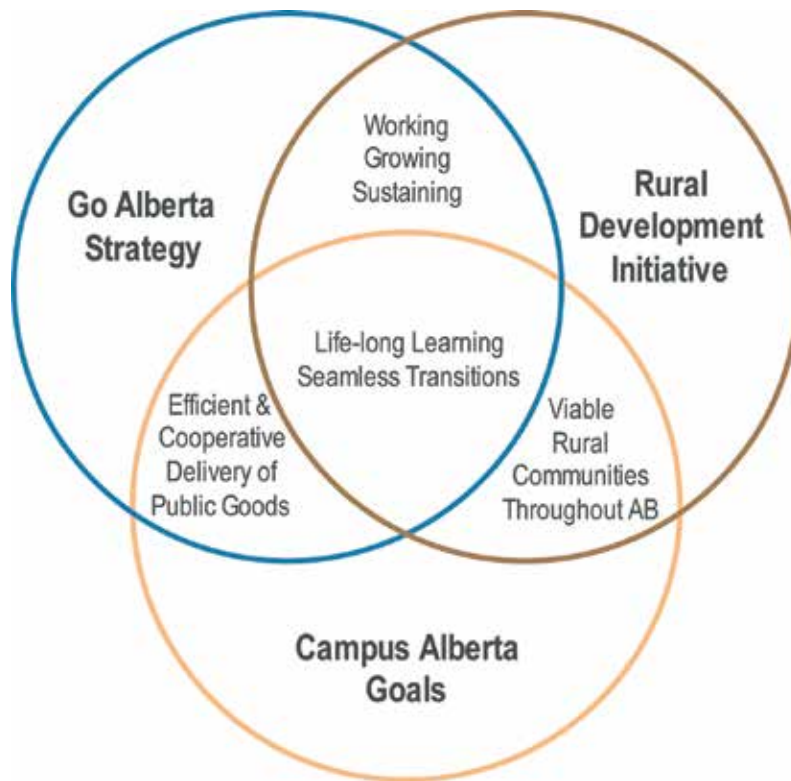 Working
Growing
Sustaining
Go Alberta
Strategy
Rural
Development
Initiative
Life-long Learning
Seamless Transitions
Efficient &
Cooperative
Delivery of
Public Goods
Viable
Rural
Communities
Throughout AB
Campus Alberta
Goals